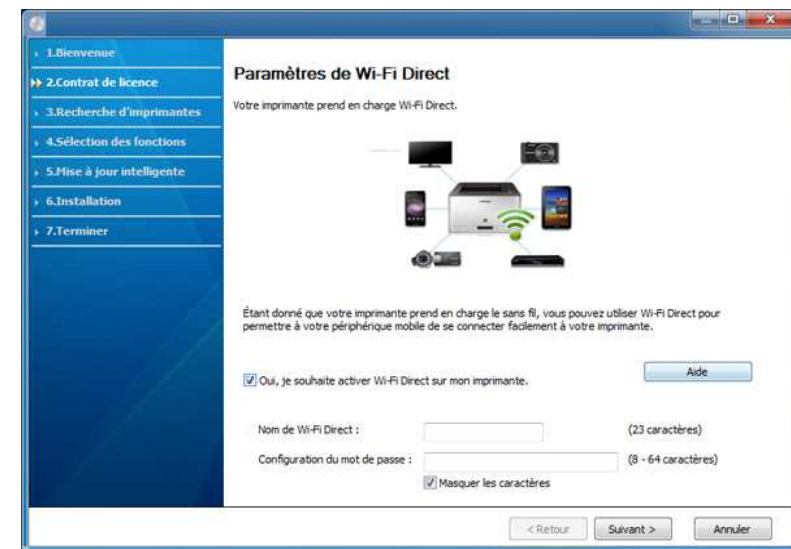 1.Bienvenue
2.Contrat de licence
3.Recherche d'imprimantes
4.Sélection des fonctions
5.Mise à jour intelligente
6.Installation
7.Terminer
Paramètres de Wi-Fi Direct
Votre imprimante prend en charge Wi-Fi Direct.
Étant donné que votre imprimante prend en charge le sans fil, vous pouvez utiliser Wi-Fi Direct pour
permettre à votre périphérique mobile de se connecter facilement à votre imprimante.
Oui, je souhaite activer Wi-Fi Direct sur mon imprimante.
Aide
Nom de Wi-Fi Direct : (23 caractères)
Configuration du mot de passe : (8 - 64 caractères)
Masquer les caractères
< Retour Suivant > Annuler